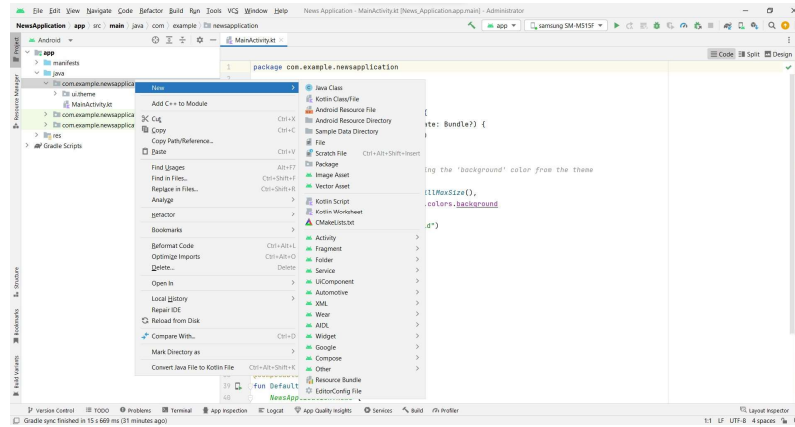 File Edit View Navigate Code Refactor Build Run Tools VCS Window Help News Application - MainActivity.kt [News_Application.app.main] - Administrator
NewsApplication app src main java com example newsapplication app samsung SM-M515F
Android MainActivity.kt
Code Split Design
app
manifests
java
com.example.newsapplica
ui.theme
MainActivity.kt
com.example.newsapplica
com.example.newsapplica
res
Gradle Scripts
Project
Resource Manager
Structure
Bookmarks
Build Variants
New
Add C++ to Module
Cut Ctrl+X
Copy Ctrl+C
Copy Path/Reference...
Paste Ctrl+V
Find Usages Alt+F7
Find in Files... Ctrl+Shift+F
Replace in Files... Ctrl+Shift+R
Analyze
Refactor
Bookmarks
Reformat Code Ctrl+Alt+L
Optimize Imports Ctrl+Alt+O
Delete... Delete
Open In
Local History
Repair IDE
Reload from Disk
Compare With... Ctrl+D
Mark Directory as
Convert Java File to Kotlin File Ctrl+Alt+Shift+K
Java Class
Kotlin Class/File
Android Resource File
Android Resource Directory
Sample Data Directory
File
Scratch File Ctrl+Alt+Shift+Insert
Package
Image Asset
Vector Asset
Kotlin Script
Kotlin Worksheet
CMakeLists.txt
Activity
Fragment
Folder
Service
UiComponent
Automotive
XML
Wear
AIDL
Widget
Google
Compose
Other
Resource Bundle
EditorConfig File
1 package com.example.newsapplication
{
ate: Bundle?) {
ing the 'background' color from the theme
illMaxSize(),
.colors.background
d")
39 fun Default
40 NewsApp
Version Control TODO Problems Terminal App Inspection Logcat App Quality Insights Services Build Profiler Layout Inspector
Gradle sync finished in 15 s 669 ms (31 minutes ago) 1:1 LF UTF-8 4 spaces